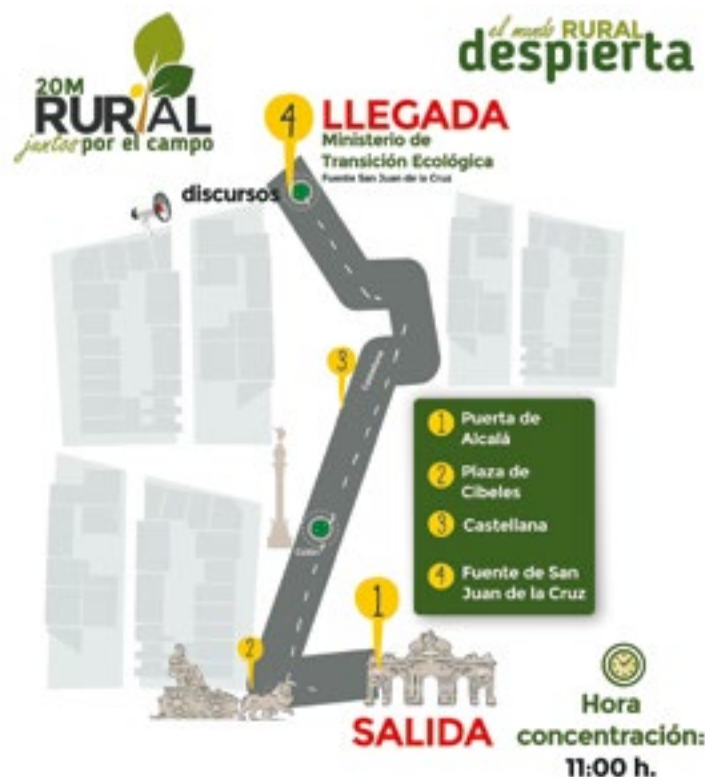 20M
RURAL
juntos por el campo
el mundo RURAL
despierta
4
LLEGADA
Ministerio de
Transición Ecológica
Fuente San Juan de la Cruz
discursos
3
Castellana
1 Puerta de
Alcalá
2 Plaza de
Cibeles
3 Castellana
4 Fuente de San
Juan de la Cruz
Colón
1
2
SALIDA
Hora
concentración:
11:00 h.